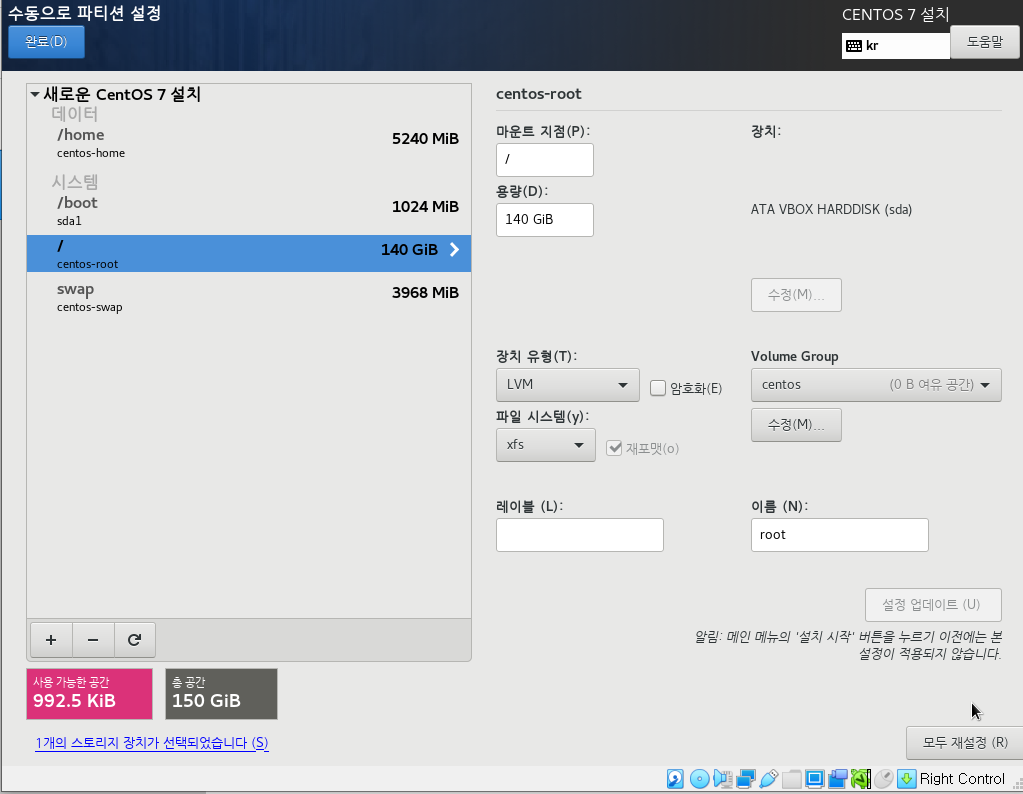 수동으로 파티션 설정
CENTOS 7 설치
완료(D)
kr
도움말
새로운 CentOS 7 설치
데이터
/home
5240 MiB
centos-home
시스템
/boot
1024 MiB
sda1
/
140 GiB
centos-root
swap
3968 MiB
centos-swap
centos-root
마운트 지점(P):
장치:
/
용량(D):
140 GiB
ATA VBOX HARDDISK (sda)
수정(M)...
장치 유형(T):
Volume Group
LVM
암호화(E)
centos
(0 B 여유 공간)
파일 시스템(y):
수정(M)...
xfs
재포맷(o)
레이블 (L):
이름 (N):
root
설정 업데이트 (U)
알림: 메인 메뉴의 '설치 시작' 버튼을 누르기 이전에는 본
설정이 적용되지 않습니다.
+
−
사용 가능한 공간
992.5 KiB
총 공간
150 GiB
1개의 스토리지 장치가 선택되었습니다 (S)
모두 재설정 (R)
Right Control